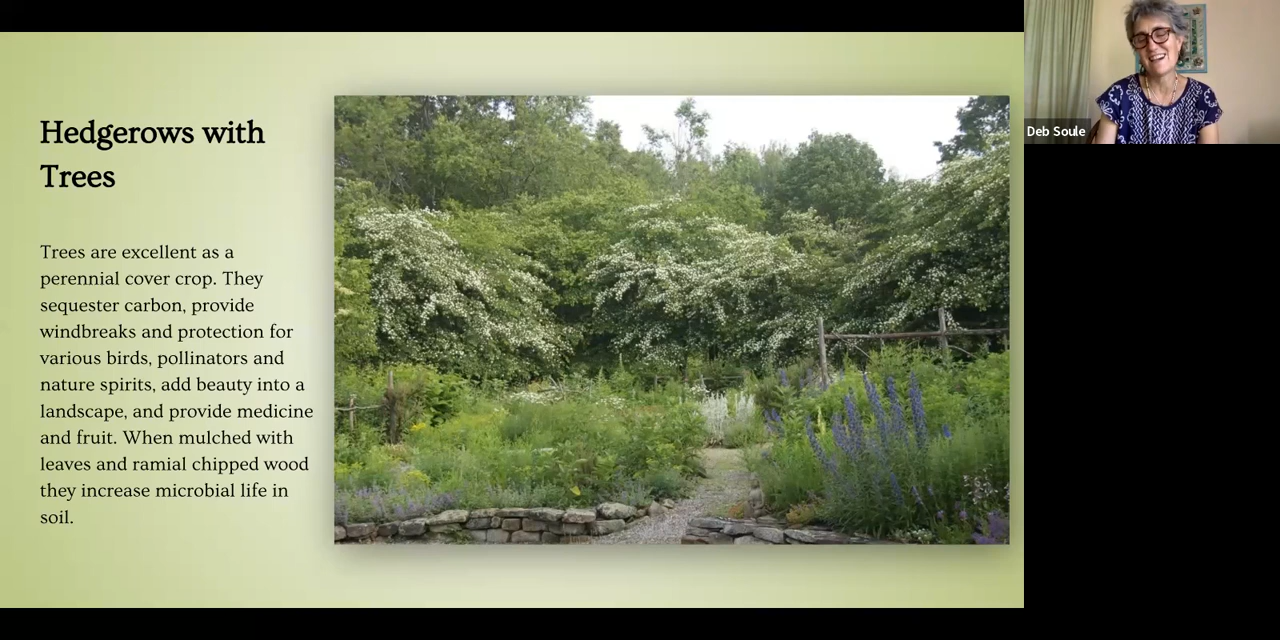 Hedgerows with
Trees
Trees are excellent as a
perennial cover crop. They
sequester carbon, provide
windbreaks and protection for
various birds, pollinators and
nature spirits, add beauty into a
landscape, and provide medicine
and fruit. When mulched with
leaves and ramial chipped wood
they increase microbial life in
soil.
Deb Soule